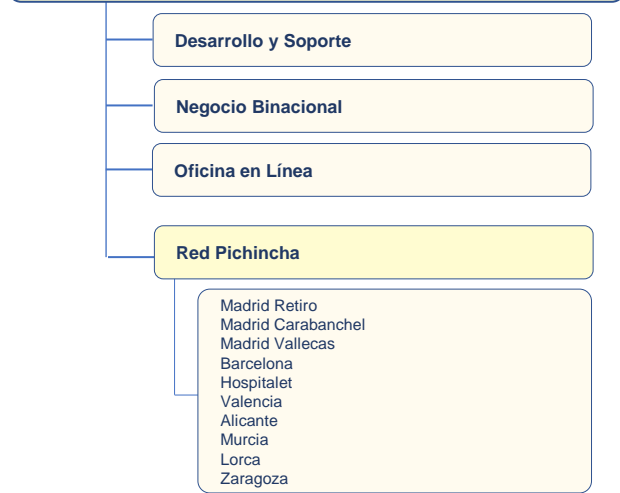 Desarrollo y Soporte
Negocio Binacional
Oficina en Línea
Red Pichincha
Madrid Retiro
Madrid Carabanchel
Madrid Vallecas
Barcelona
Hospitalet
Valencia
Alicante
Murcia
Lorca
Zaragoza